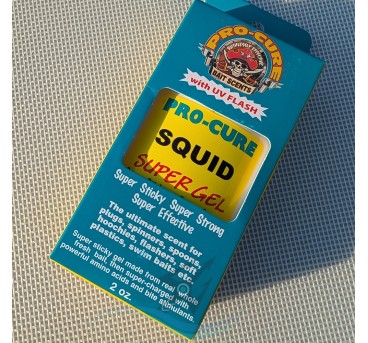 PRO-CURE
BAIT SCENTS
with UV FLASH
PRO-CURE
SQUID
SUPER GEL
Super Sticky Super Strong
Super Effective
The ultimate scent for
plugs, spinners, spoons,
hoochies, flashers, soft
plastics, swim baits etc.
Super sticky gel made from real whole
fresh bait then super-charged with
powerful amino acids and bite stimulants.
2 oz.